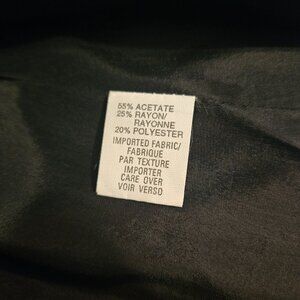 55% ACETATE
25% RAYON/
RAYONNE
20% POLYESTER
IMPORTED FABRIC/
FABRIQUE
PAR TEXTURE
IMPORTER
CARE OVER
VOIR VERSO